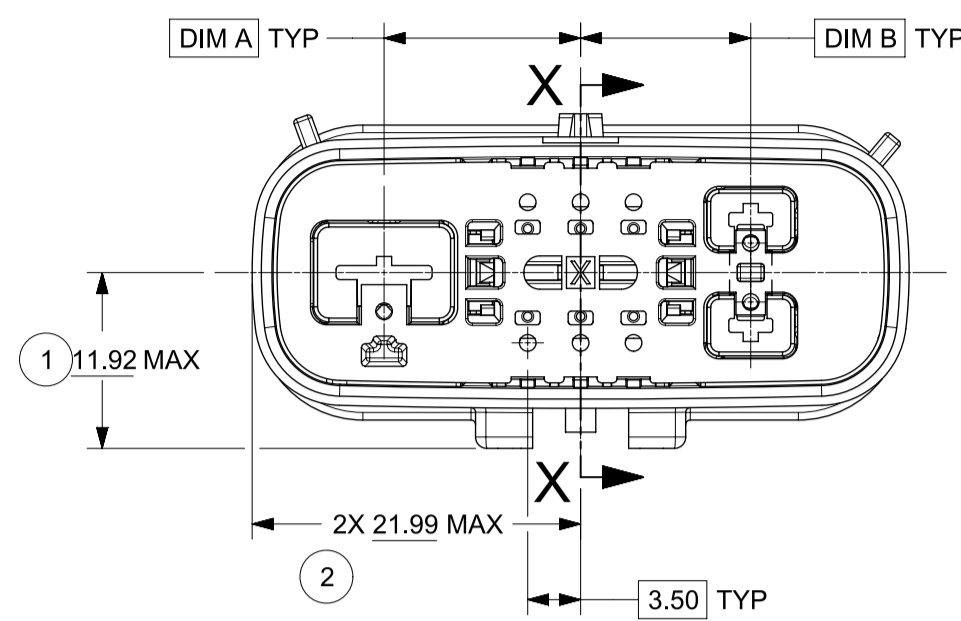 DIM A TYP
DIM B TYP
X
X
1 11.92 MAX
X
2X 21.99 MAX
2
3.50 TYP